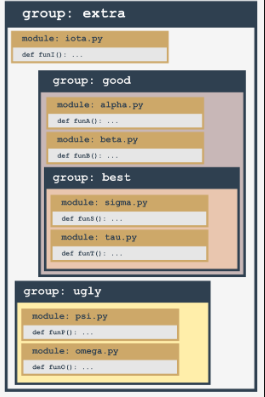 group: extra
module: iota.py
def funI(): ...
group: good
module: alpha.py
def funA(): ...
module: beta.py
def funB(): ...
group: best
module: sigma.py
def funS(): ...
module: tau.py
def funT(): ...
group: ugly
module: psi.py
def funP(): ...
module: omega.py
def funO(): ...